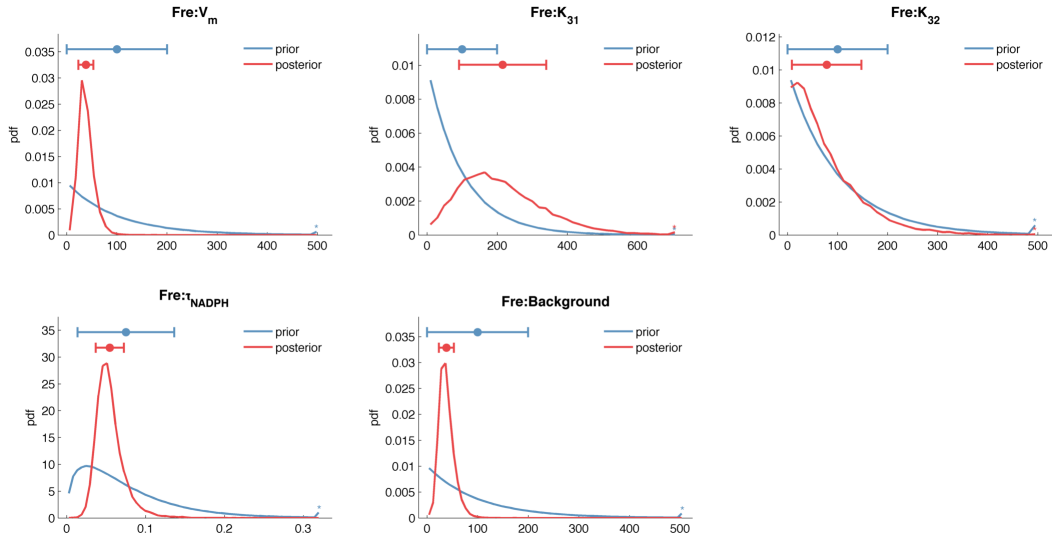 Fre:V_m
prior
posterior
pdf
0.035
0.03
0.025
0.02
0.015
0.01
0.005
0
0 100 200 300 400 500
*
Fre:K_31
prior
posterior
pdf
0.01
0.008
0.006
0.004
0.002
0
0 200 400 600
*
Fre:K_32
prior
posterior
pdf
0.012
0.01
0.008
0.006
0.004
0.002
0
0 100 200 300 400 500
*
Fre:τ_NADPH
prior
posterior
pdf
35
30
25
20
15
10
5
0
0.1 0.2 0.3
*
Fre:Background
prior
posterior
pdf
0.035
0.03
0.025
0.02
0.015
0.01
0.005
0
0 100 200 300 400 500
*